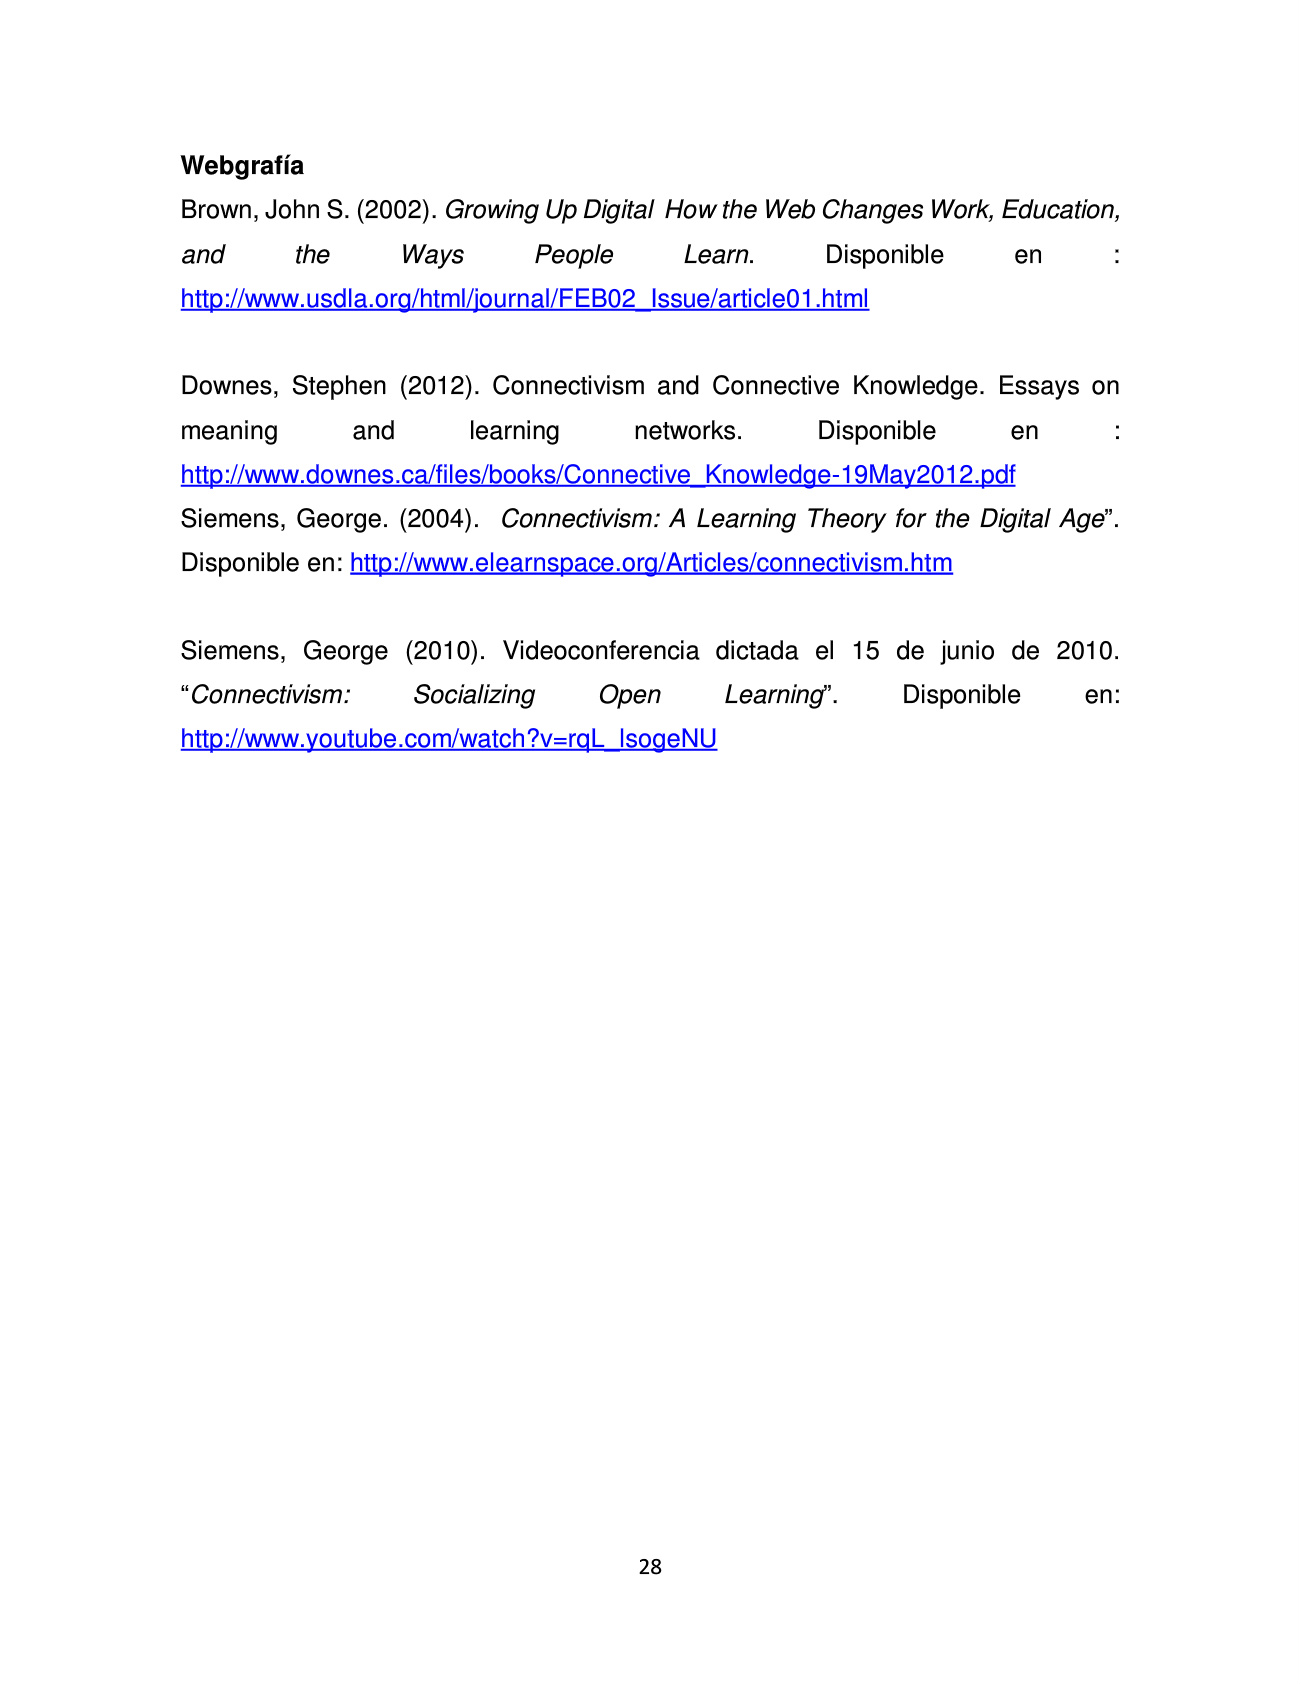 Webgrafía
Brown, John S. (2002). Growing Up Digital  How the Web Changes Work, Education,
and the Ways People Learn. Disponible en :
http://www.usdla.org/html/journal/FEB02_Issue/article01.html
Downes, Stephen (2012). Connectivism and Connective Knowledge. Essays on
meaning and learning networks. Disponible en :
http://www.downes.ca/files/books/Connective_Knowledge-19May2012.pdf
Siemens, George. (2004).  Connectivism: A Learning Theory for the Digital Age”.
Disponible en: http://www.elearnspace.org/Articles/connectivism.htm
Siemens, George (2010). Videoconferencia dictada el 15 de junio de 2010.
“Connectivism: Socializing Open Learning”. Disponible en:
http://www.youtube.com/watch?v=rqL_lsogeNU
28